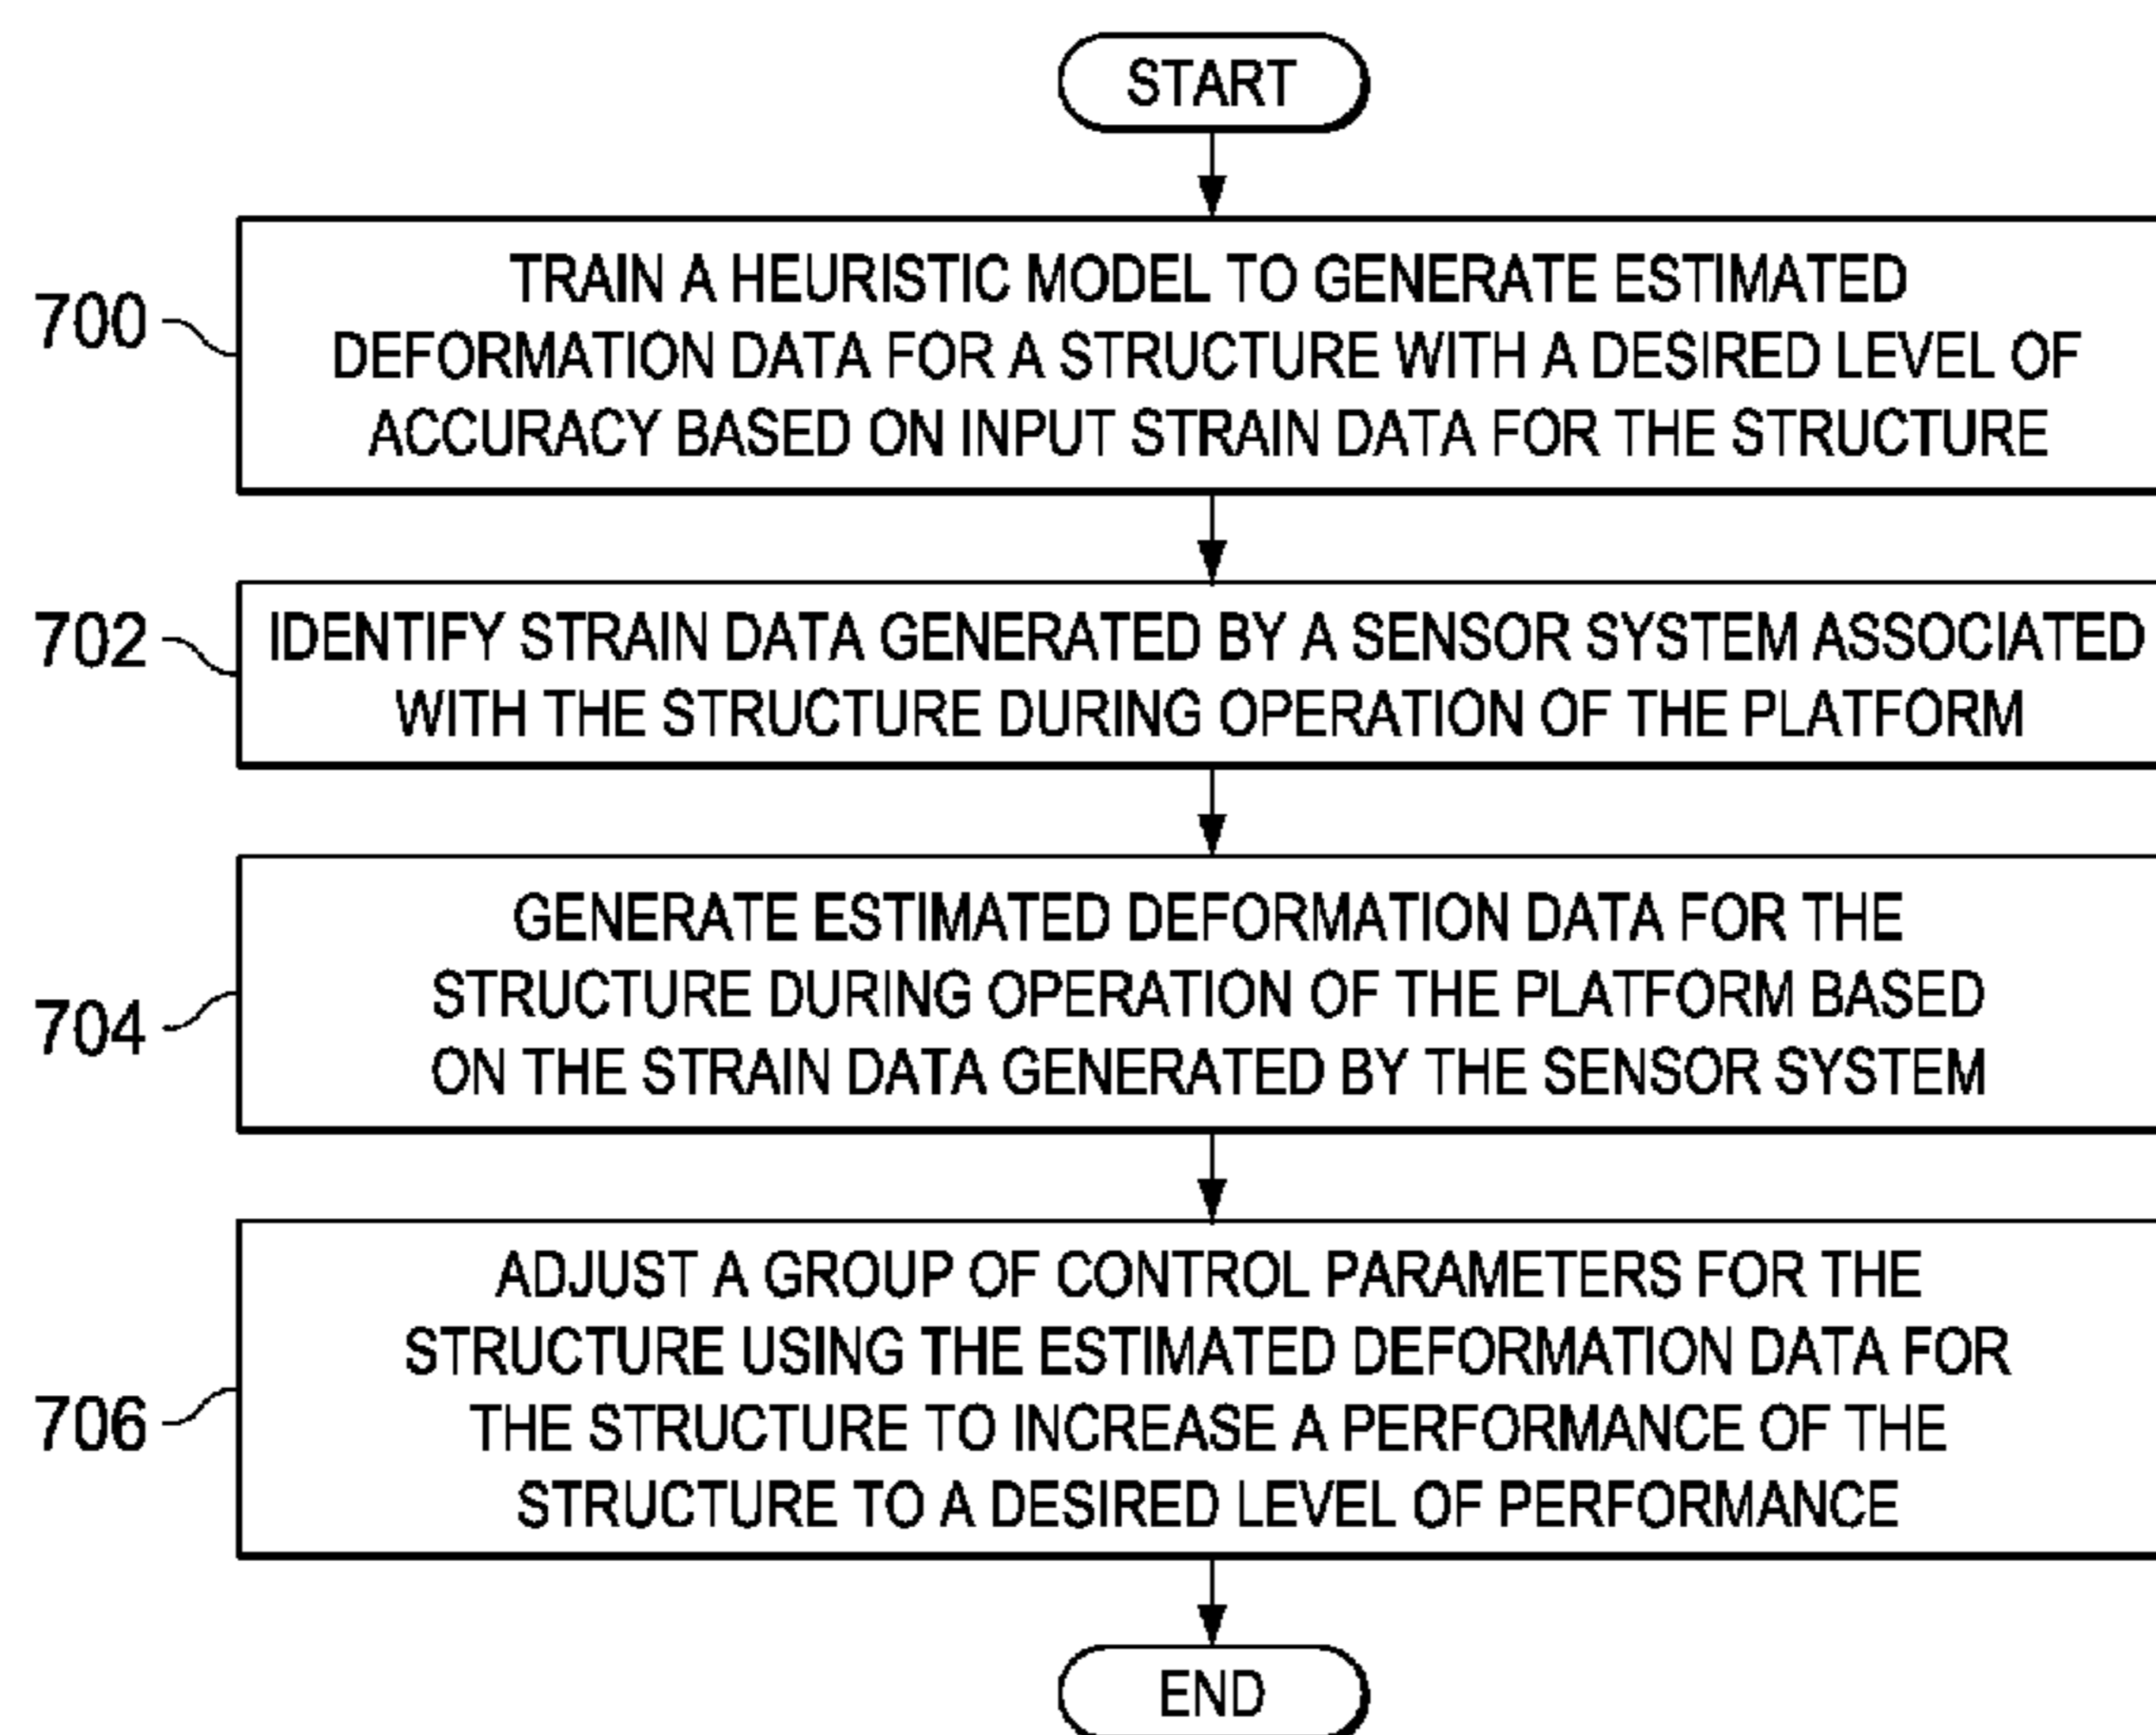 START
700
TRAIN A HEURISTIC MODEL TO GENERATE ESTIMATED
DEFORMATION DATA FOR A STRUCTURE WITH A DESIRED LEVEL OF
ACCURACY BASED ON INPUT STRAIN DATA FOR THE STRUCTURE
702
IDENTIFY STRAIN DATA GENERATED BY A SENSOR SYSTEM ASSOCIATED
WITH THE STRUCTURE DURING OPERATION OF THE PLATFORM
704
GENERATE ESTIMATED DEFORMATION DATA FOR THE
STRUCTURE DURING OPERATION OF THE PLATFORM BASED
ON THE STRAIN DATA GENERATED BY THE SENSOR SYSTEM
706
ADJUST A GROUP OF CONTROL PARAMETERS FOR THE
STRUCTURE USING THE ESTIMATED DEFORMATION DATA FOR
THE STRUCTURE TO INCREASE A PERFORMANCE OF THE
STRUCTURE TO A DESIRED LEVEL OF PERFORMANCE
END